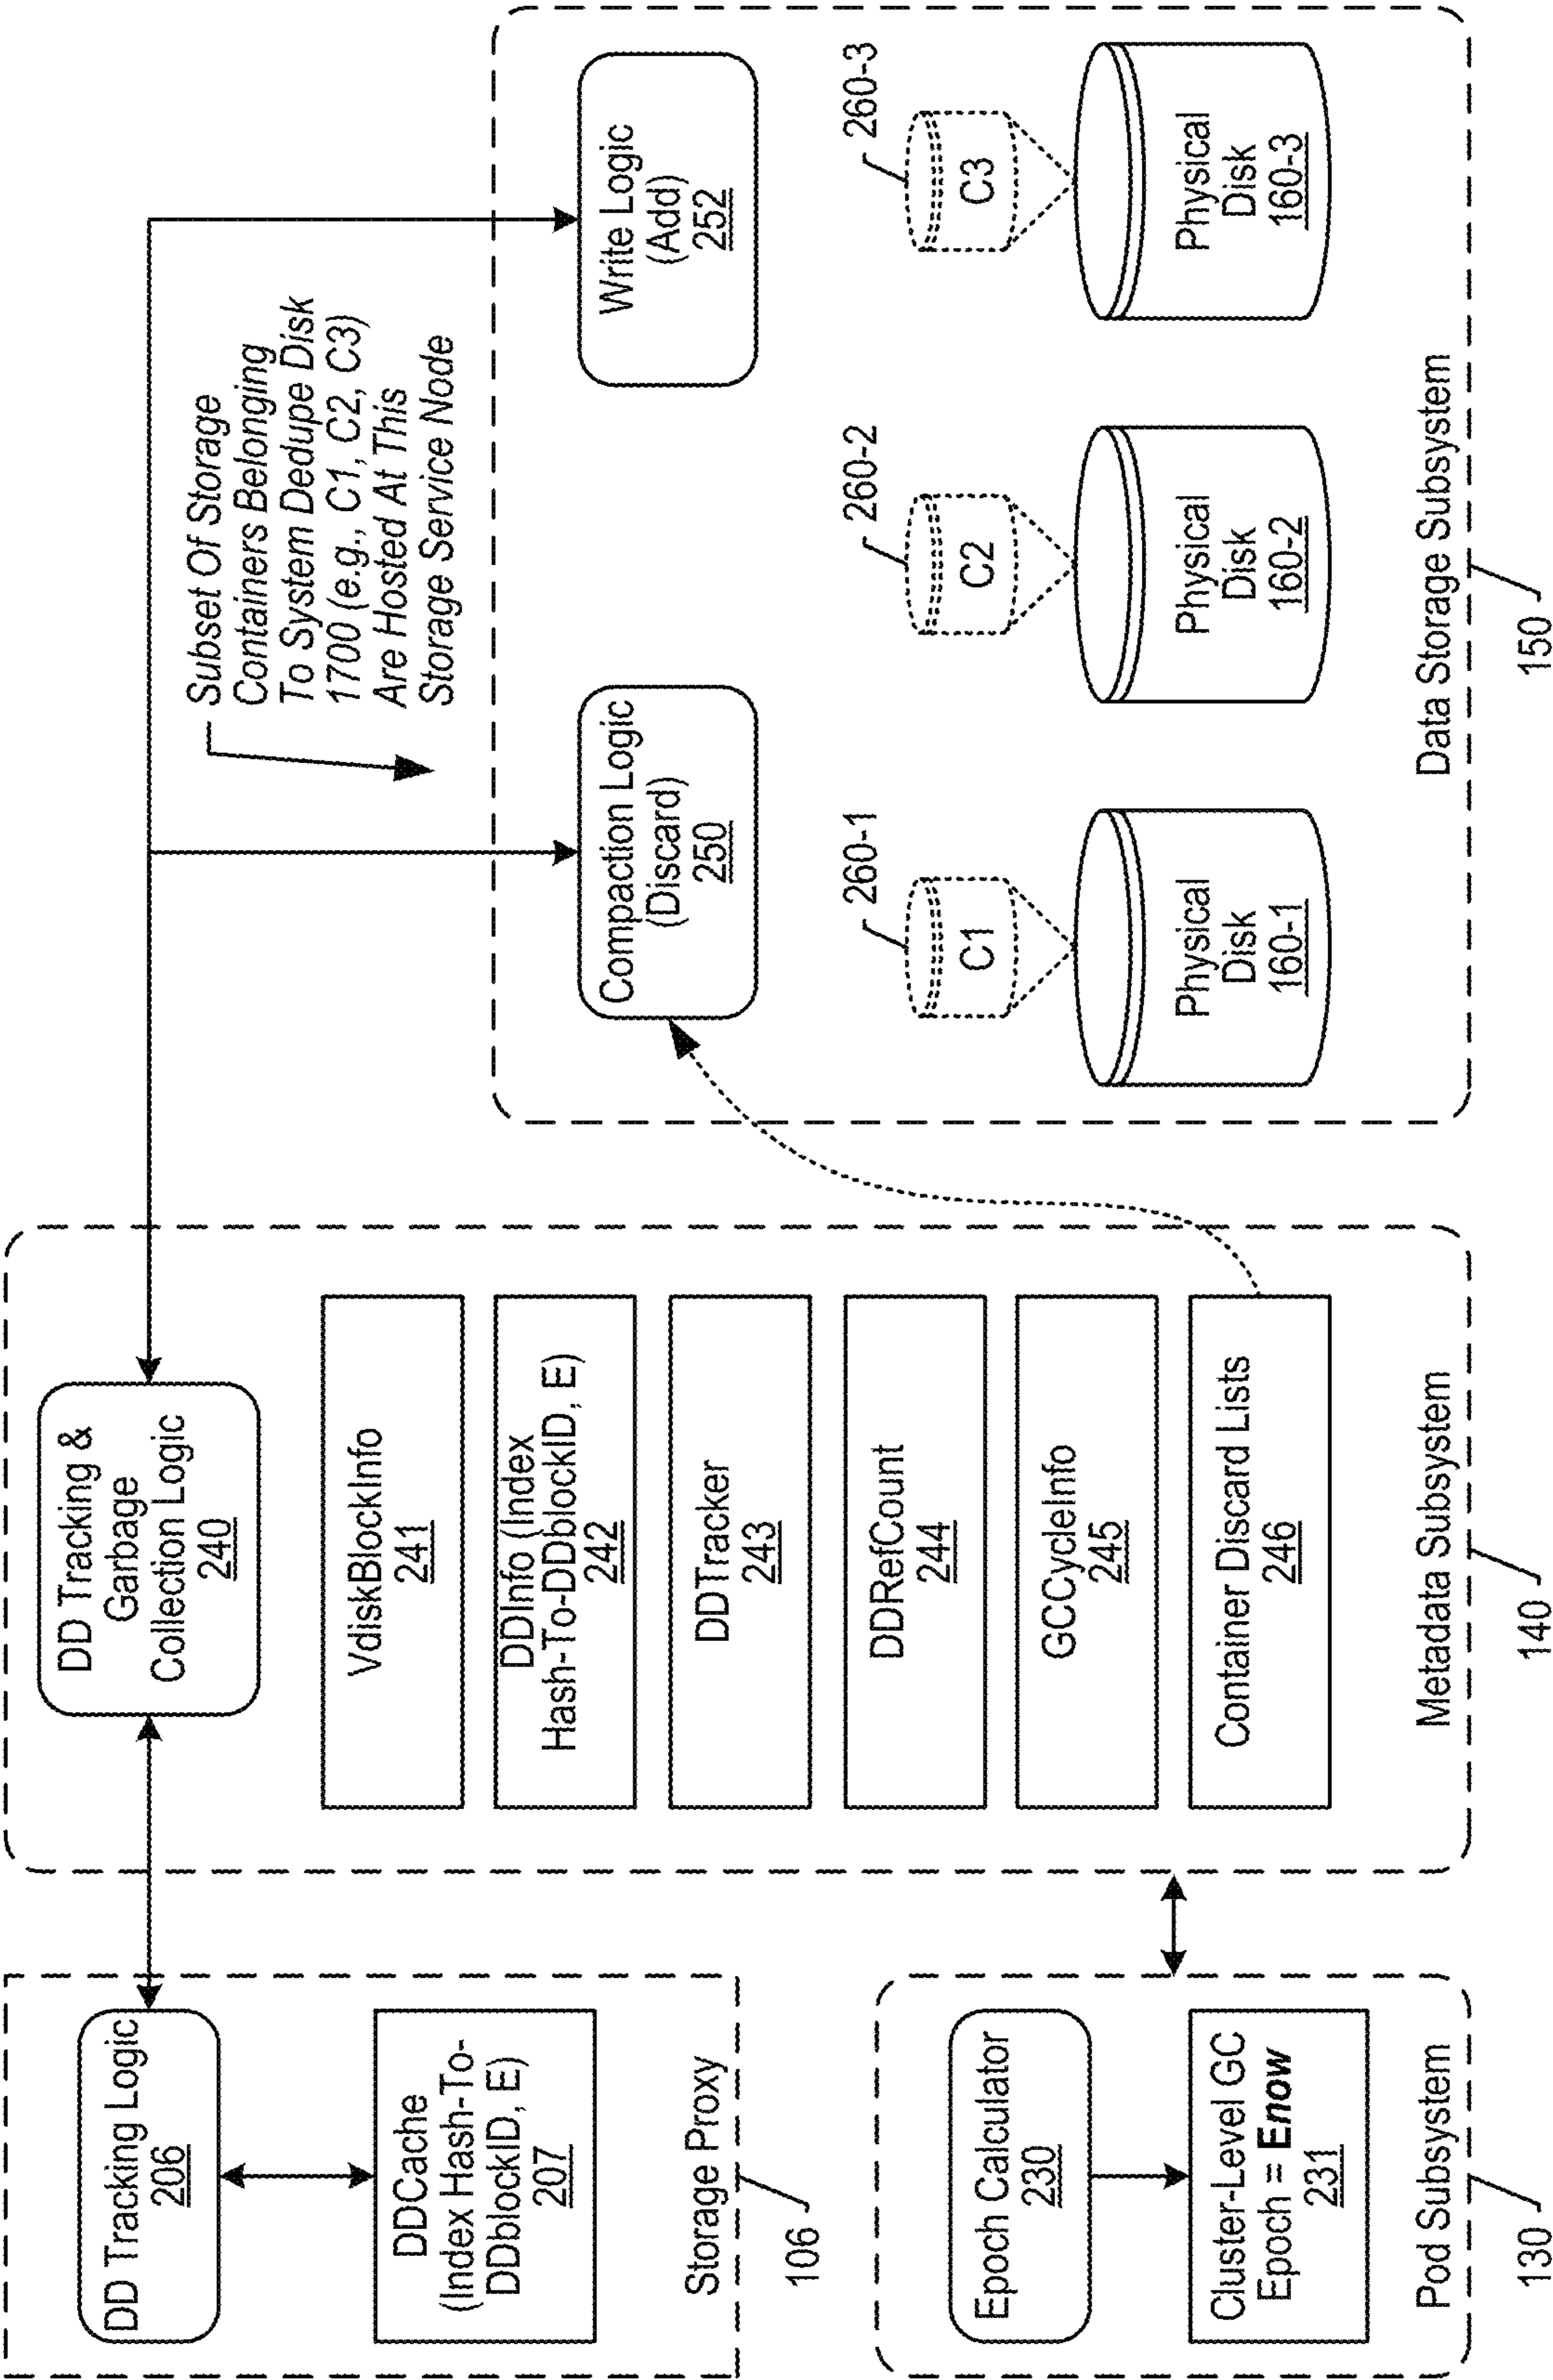 DD Tracking Logic
206
DDCache
(Index Hash-To-
DDblockID, E)
207
Storage Proxy
106
Epoch Calculator
230
Cluster-Level GC
Epoch = Enow
231
Pod Subsystem
130
DD Tracking &
Garbage
Collection Logic
240
VdiskBlockInfo
241
DDInfo (Index
Hash-To-DDblockID, E)
242
DDTracker
243
DDRefCount
244
GCCycleInfo
245
Container Discard Lists
246
Metadata Subsystem
140
Subset Of Storage
Containers Belonging
To System Dedupe Disk
1700 (e.g., C1, C2, C3)
Are Hosted At This
Storage Service Node
Compaction Logic
(Discard)
250
Write Logic
(Add)
252
260-1
C1
Physical
Disk
160-1
260-2
C2
Physical
Disk
160-2
260-3
C3
Physical
Disk
160-3
Data Storage Subsystem
150